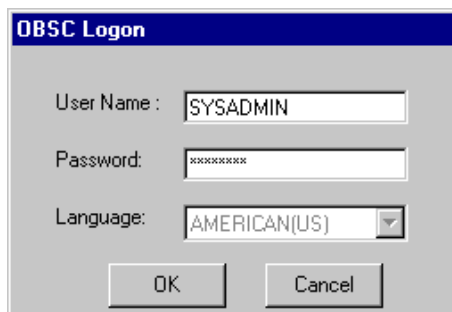 OBSC Logon
User Name : SYSADMIN
Password: ********
Language: AMERICAN(US)
OK Cancel